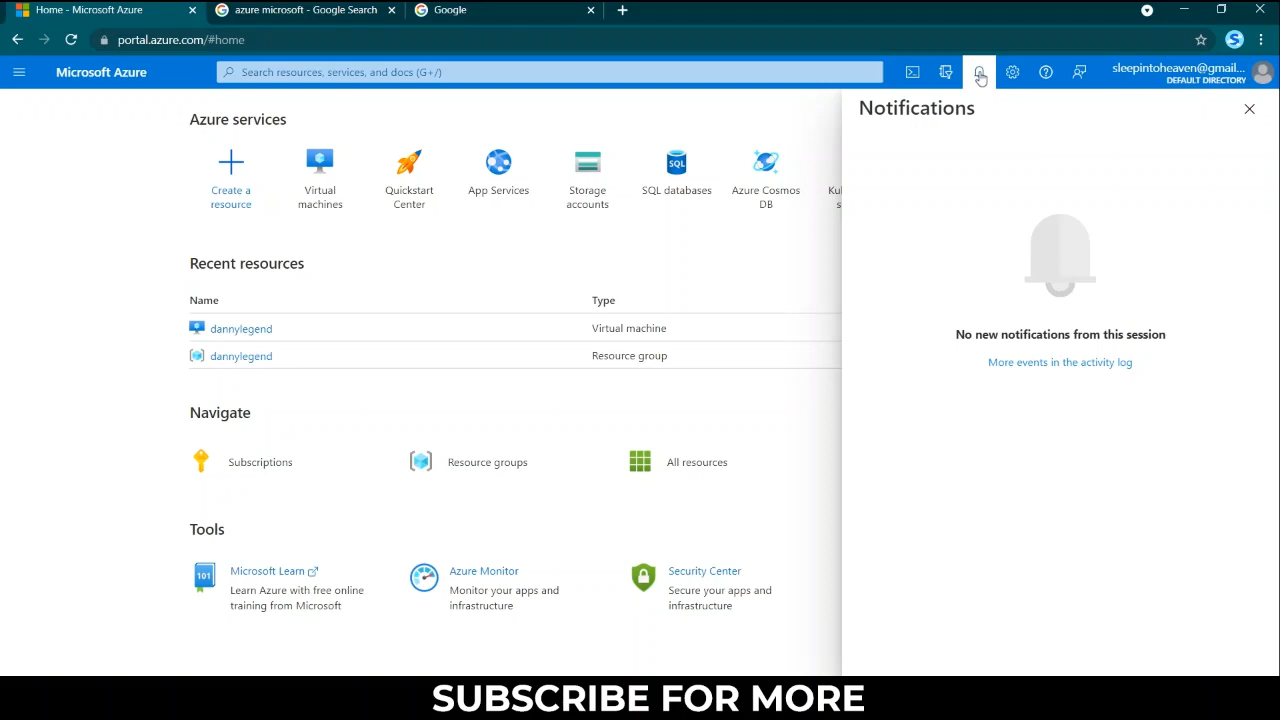 Home - Microsoft Azure
azure microsoft - Google Search
Google
portal.azure.com/#home
S
Microsoft Azure
Search resources, services, and docs (G+/)
sleepintoheaven@gmail...
DEFAULT DIRECTORY
Notifications
Azure services
Create a
resource
Virtual
machines
Quickstart
Center
App Services
Storage
accounts
SQL
SQL databases
Azure Cosmos
DB
Ku
s
Recent resources
Name Type
dannylegend Virtual machine
dannylegend Resource group
No new notifications from this session
More events in the activity log
Navigate
Subscriptions
Resource groups
All resources
Tools
101
Microsoft Learn
Learn Azure with free online
training from Microsoft
Azure Monitor
Monitor your apps and
infrastructure
Security Center
Secure your apps and
infrastructure
SUBSCRIBE FOR MORE